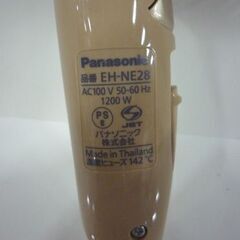 Panasonic
品番 EH-NE28
AC100 V 50-60 Hz
1200 W
PS
E
S
JET
パナソニック
株式会社
Made in Thailand
温度ヒューズ 142℃